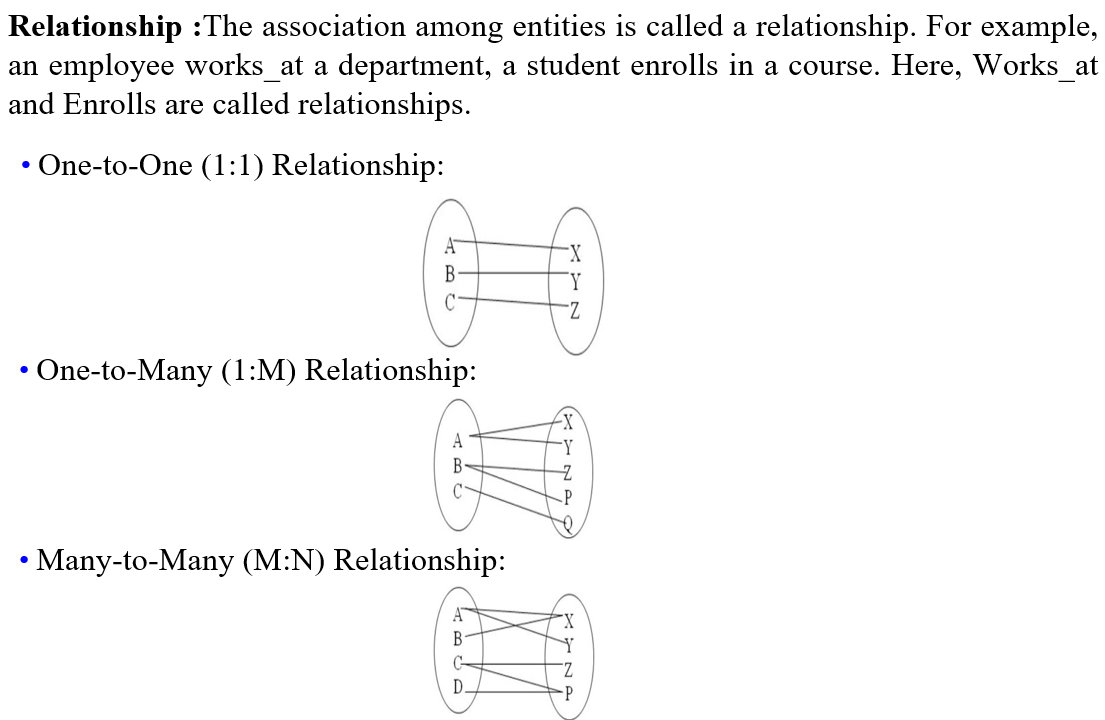 Relationship :The association among entities is called a relationship. For example,
an employee works_at a department, a student enrolls in a course. Here, Works_at
and Enrolls are called relationships.
• One-to-One (1:1) Relationship:
A X
B Y
C Z
• One-to-Many (1:M) Relationship:
X
A Y
B Z
C P
Q
• Many-to-Many (M:N) Relationship:
A X
B Y
C Z
D P